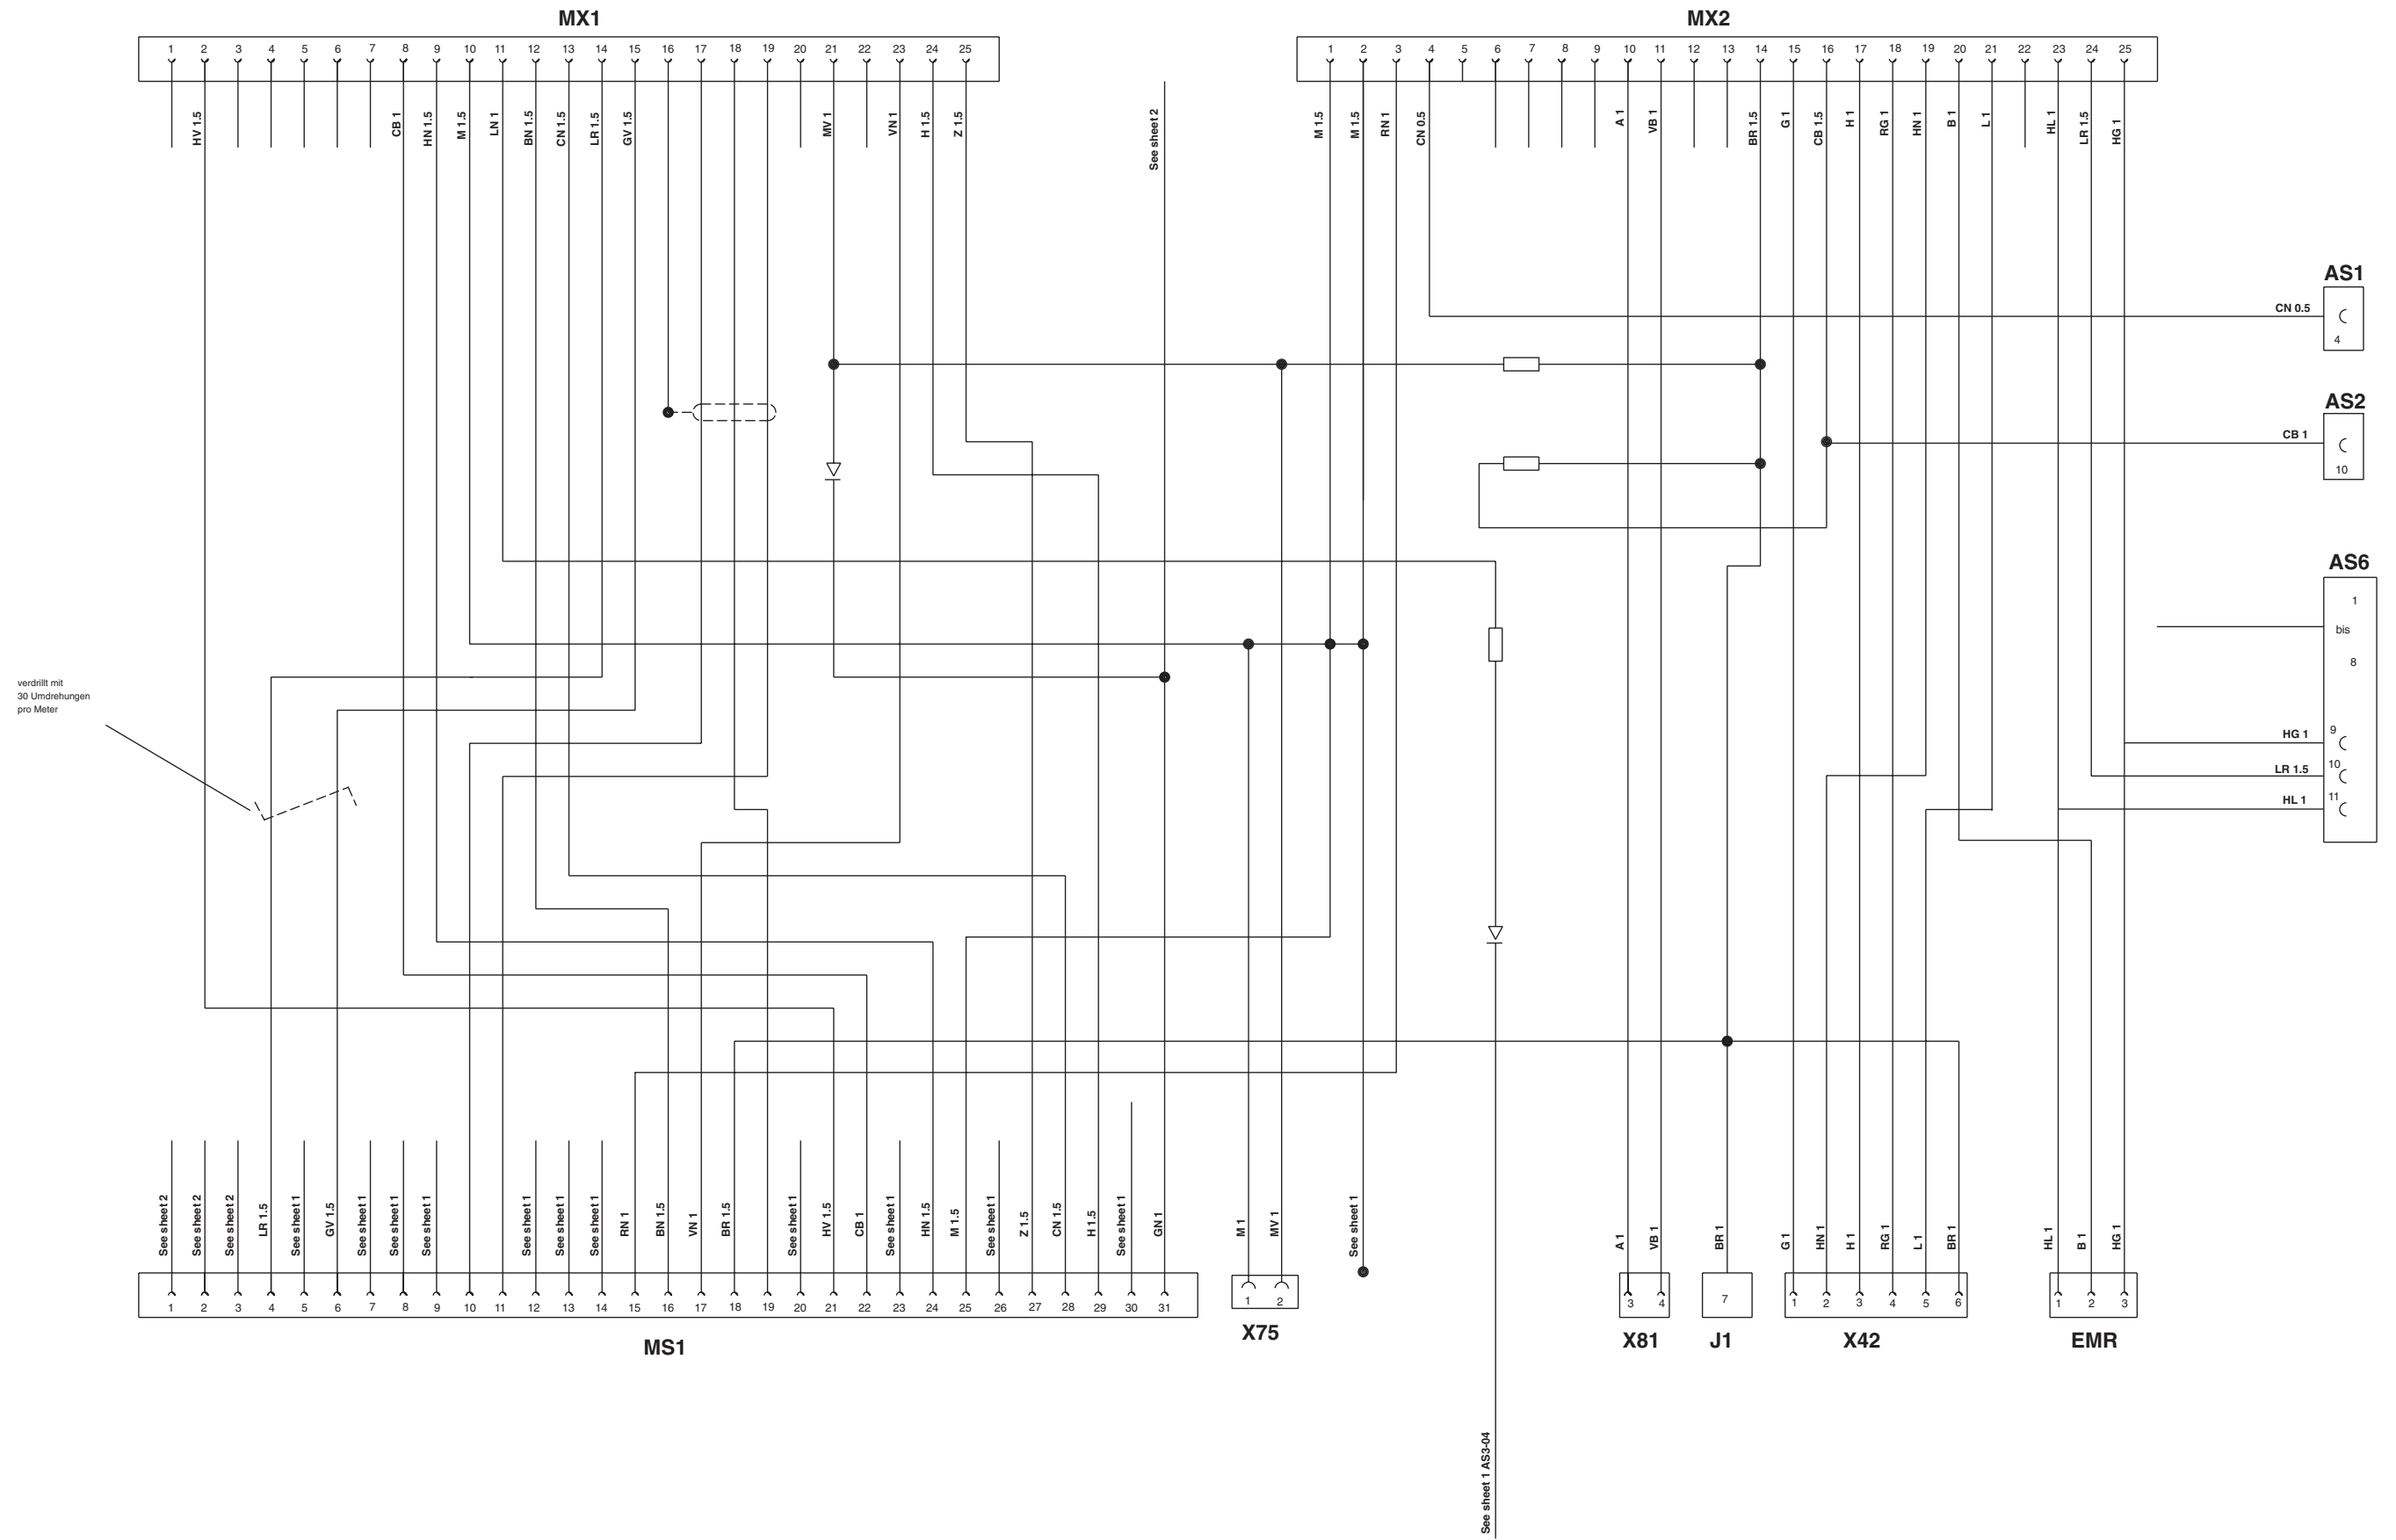 MX1
MX2
1 2 3 4 5 6 7 8 9 10 11 12 13 14 15 16 17 18 19 20 21 22 23 24 25
1 2 3 4 5 6 7 8 9 10 11 12 13 14 15 16 17 18 19 20 21 22 23 24 25
HV 1.5
CB 1
HN 1.5
M 1.5
LN 1
BN 1.5
CN 1.5
LR 1.5
GV 1.5
MV 1
VN 1
H 1.5
Z 1.5
See sheet 2
M 1.5
M 1.5
RN 1
CN 0.5
A 1
VB 1
BR 1.5
G 1
CB 1.5
H 1
RG 1
HN 1
B 1
L 1
HL 1
LR 1.5
HG 1
AS1
CN 0.5
4
AS2
CB 1
10
AS6
1
bis
8
HG 1
9
LR 1.5
10
HL 1
11
verdrillt mit
30 Umdrehungen
pro Meter
See sheet 2
See sheet 2
See sheet 2
LR 1.5
See sheet 1
GV 1.5
See sheet 1
See sheet 1
See sheet 1
See sheet 1
See sheet 1
See sheet 1
RN 1
BN 1.5
VN 1
BR 1.5
See sheet 1
HV 1.5
CB 1
See sheet 1
HN 1.5
M 1.5
See sheet 1
Z 1.5
CN 1.5
H 1.5
See sheet 1
GN 1
M 1
MV 1
See sheet 1
A 1
VB 1
BR 1
G 1
HN 1
H 1
RG 1
L 1
BR 1
HL 1
B 1
HG 1
1 2 3 4 5 6 7 8 9 10 11 12 13 14 15 16 17 18 19 20 21 22 23 24 25 26 27 28 29 30 31
1 2
3 4
7
1 2 3 4 5 6
1 2 3
MS1
X75
X81
J1
X42
EMR
See sheet 1 AS3-04